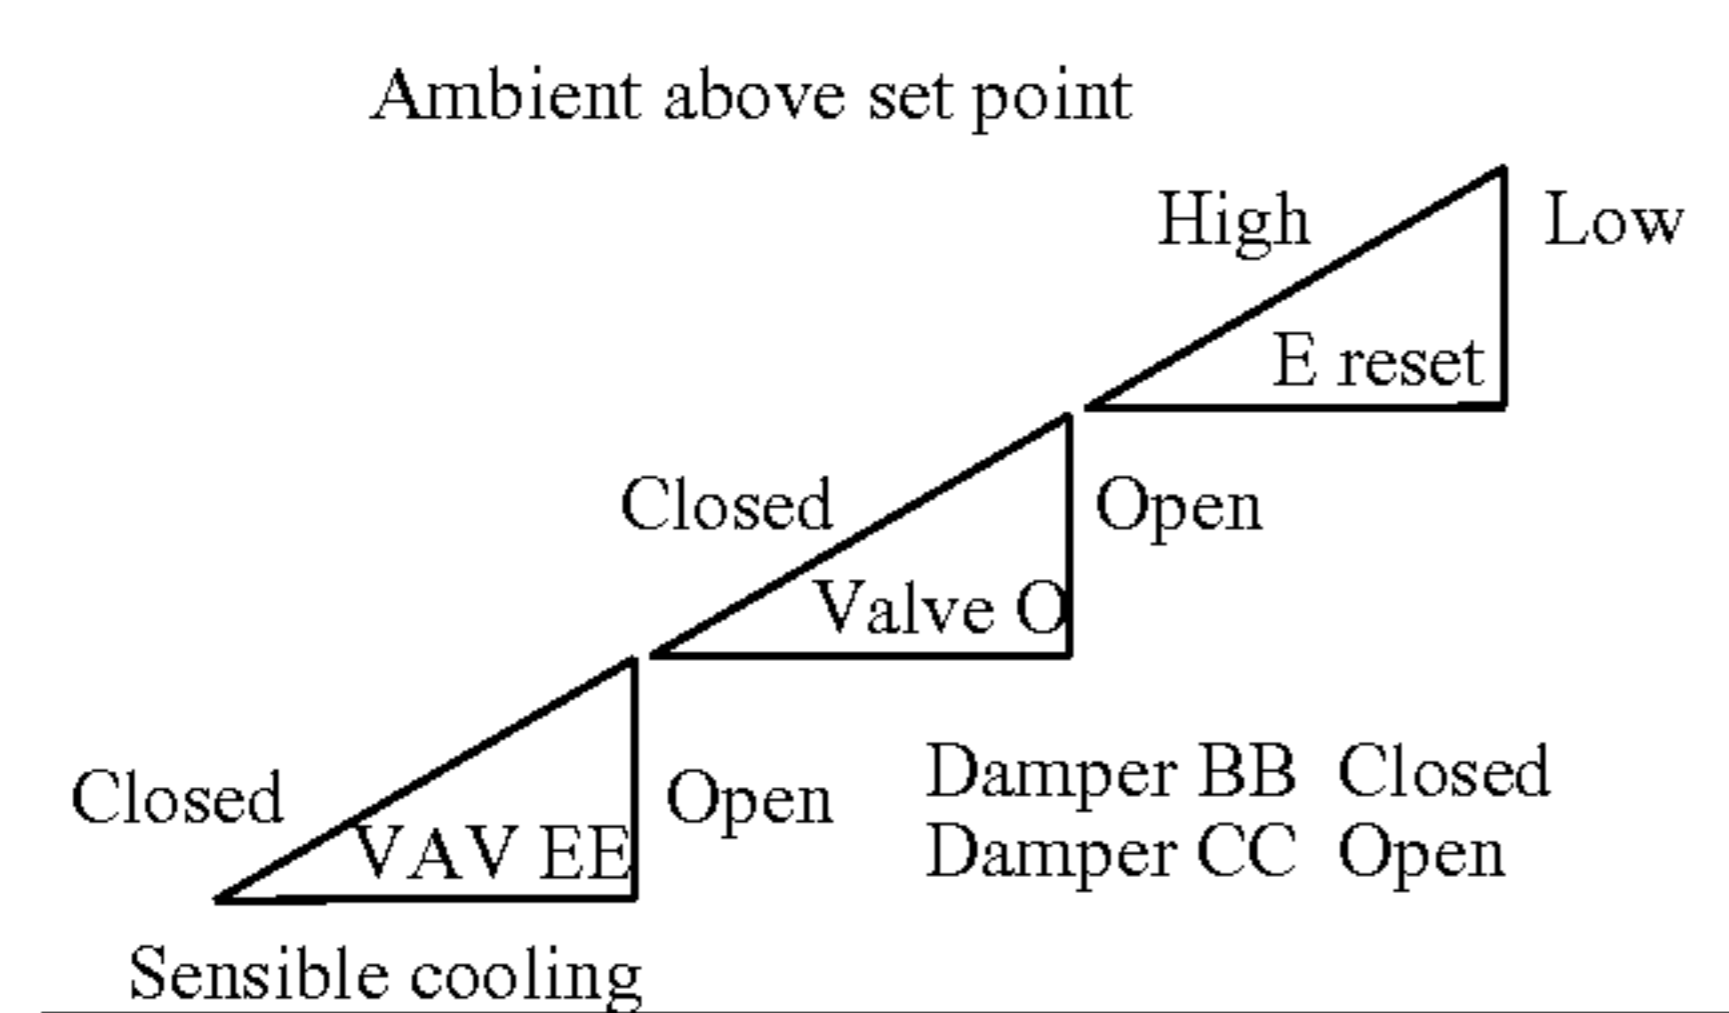 Ambient above set point
High Low
E reset
Closed Open
Valve O
Damper BB Closed
Closed Open
Damper CC Open
VAV EE
Sensible cooling